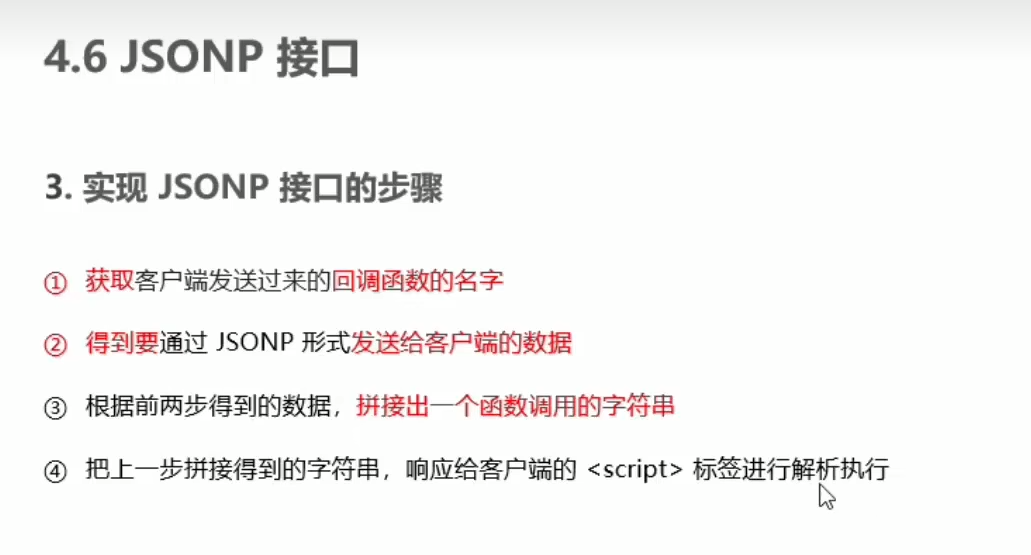 4.6 JSONP 接口
3. 实现 JSONP 接口的步骤
① 获取客户端发送过来的回调函数的名字
② 得到要通过 JSONP 形式发送给客户端的数据
③ 根据前两步得到的数据，拼接出一个函数调用的字符串
④ 把上一步拼接得到的字符串，响应给客户端的 <script> 标签进行解析执行